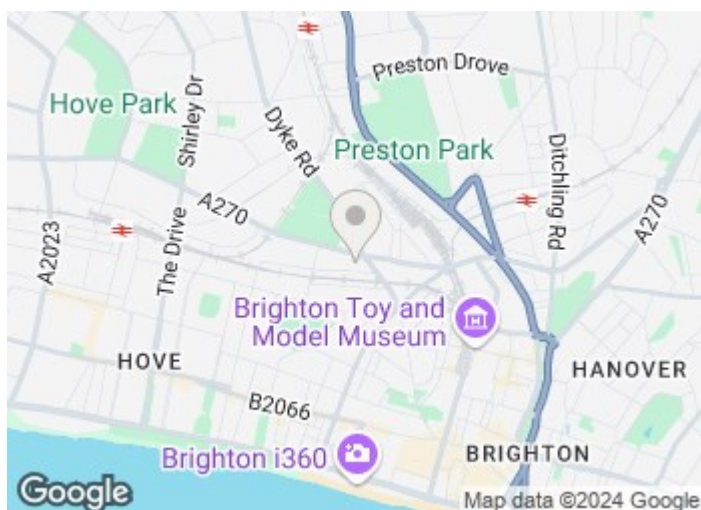 Preston Drove
Hove Park
Shirley Dr
Dyke Rd
Preston Park
Ditchling Rd
A270
A270
A2023
The Drive
Brighton Toy and
Model Museum
HOVE
HANOVER
B2066
Brighton i360
BRIGHTON
Google
Map data ©2024 Google